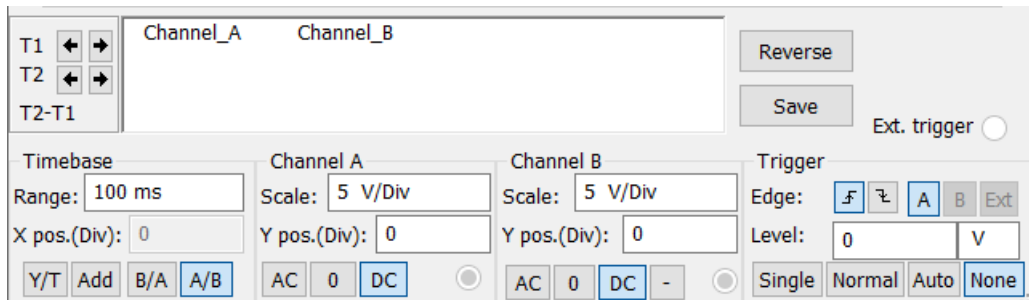 Channel_A Channel_B
T1
T2
T2-T1
Reverse
Save
Ext. trigger
Timebase
Range: 100 ms
X pos.(Div): 0
Y/T Add B/A A/B
Channel A
Scale: 5 V/Div
Y pos.(Div): 0
AC 0 DC
Channel B
Scale: 5 V/Div
Y pos.(Div): 0
AC 0 DC -
Trigger
Edge: A B Ext
Level: 0 V
Single Normal Auto None